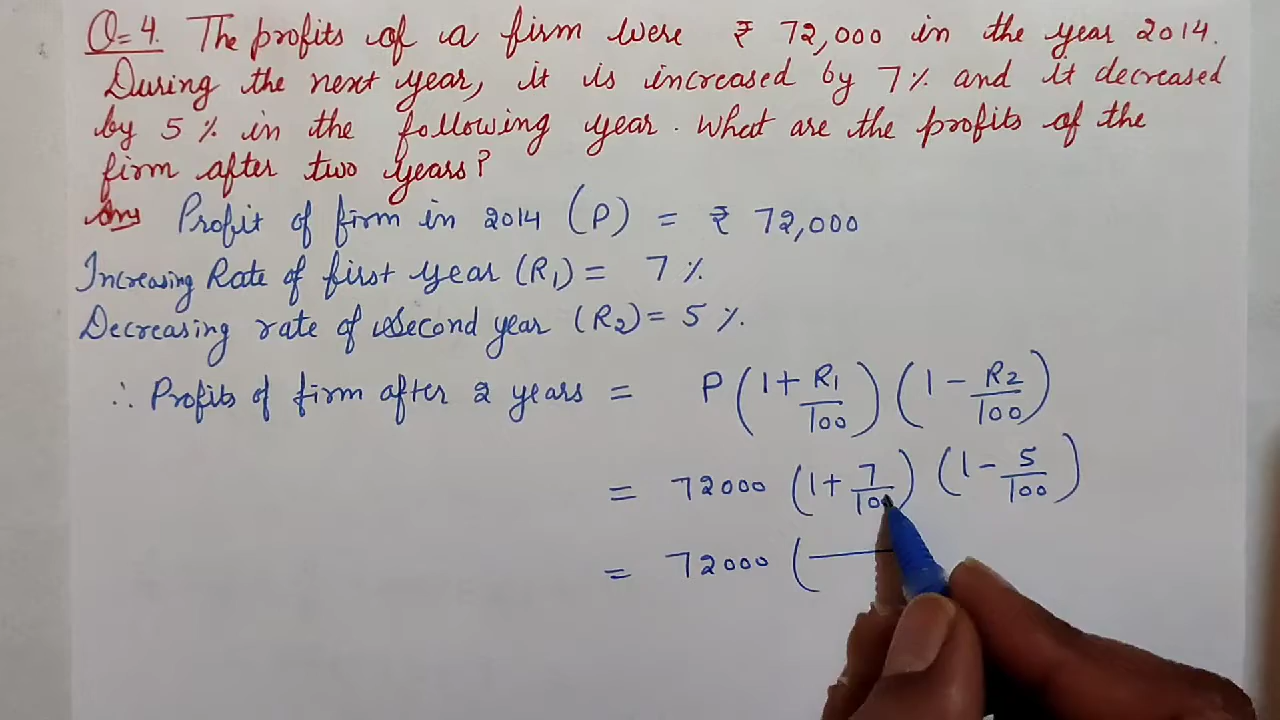 Q=4. The profits of a firm were ₹ 72,000 in the year 2014.
During the next year, it is increased by 7% and it decreased
by 5% in the following year. What are the profits of the
firm after two years?
Ans Profit of firm in 2014 (P) = ₹ 72,000
Increasing Rate of first year (R1) = 7%.
Decreasing rate of Second year (R2) = 5%.
∴ Profits of firm after 2 years = P (1 + R1/100) (1 - R2/100)
= 72000 (1 + 7/100) (1 - 5/100)
= 72000 (